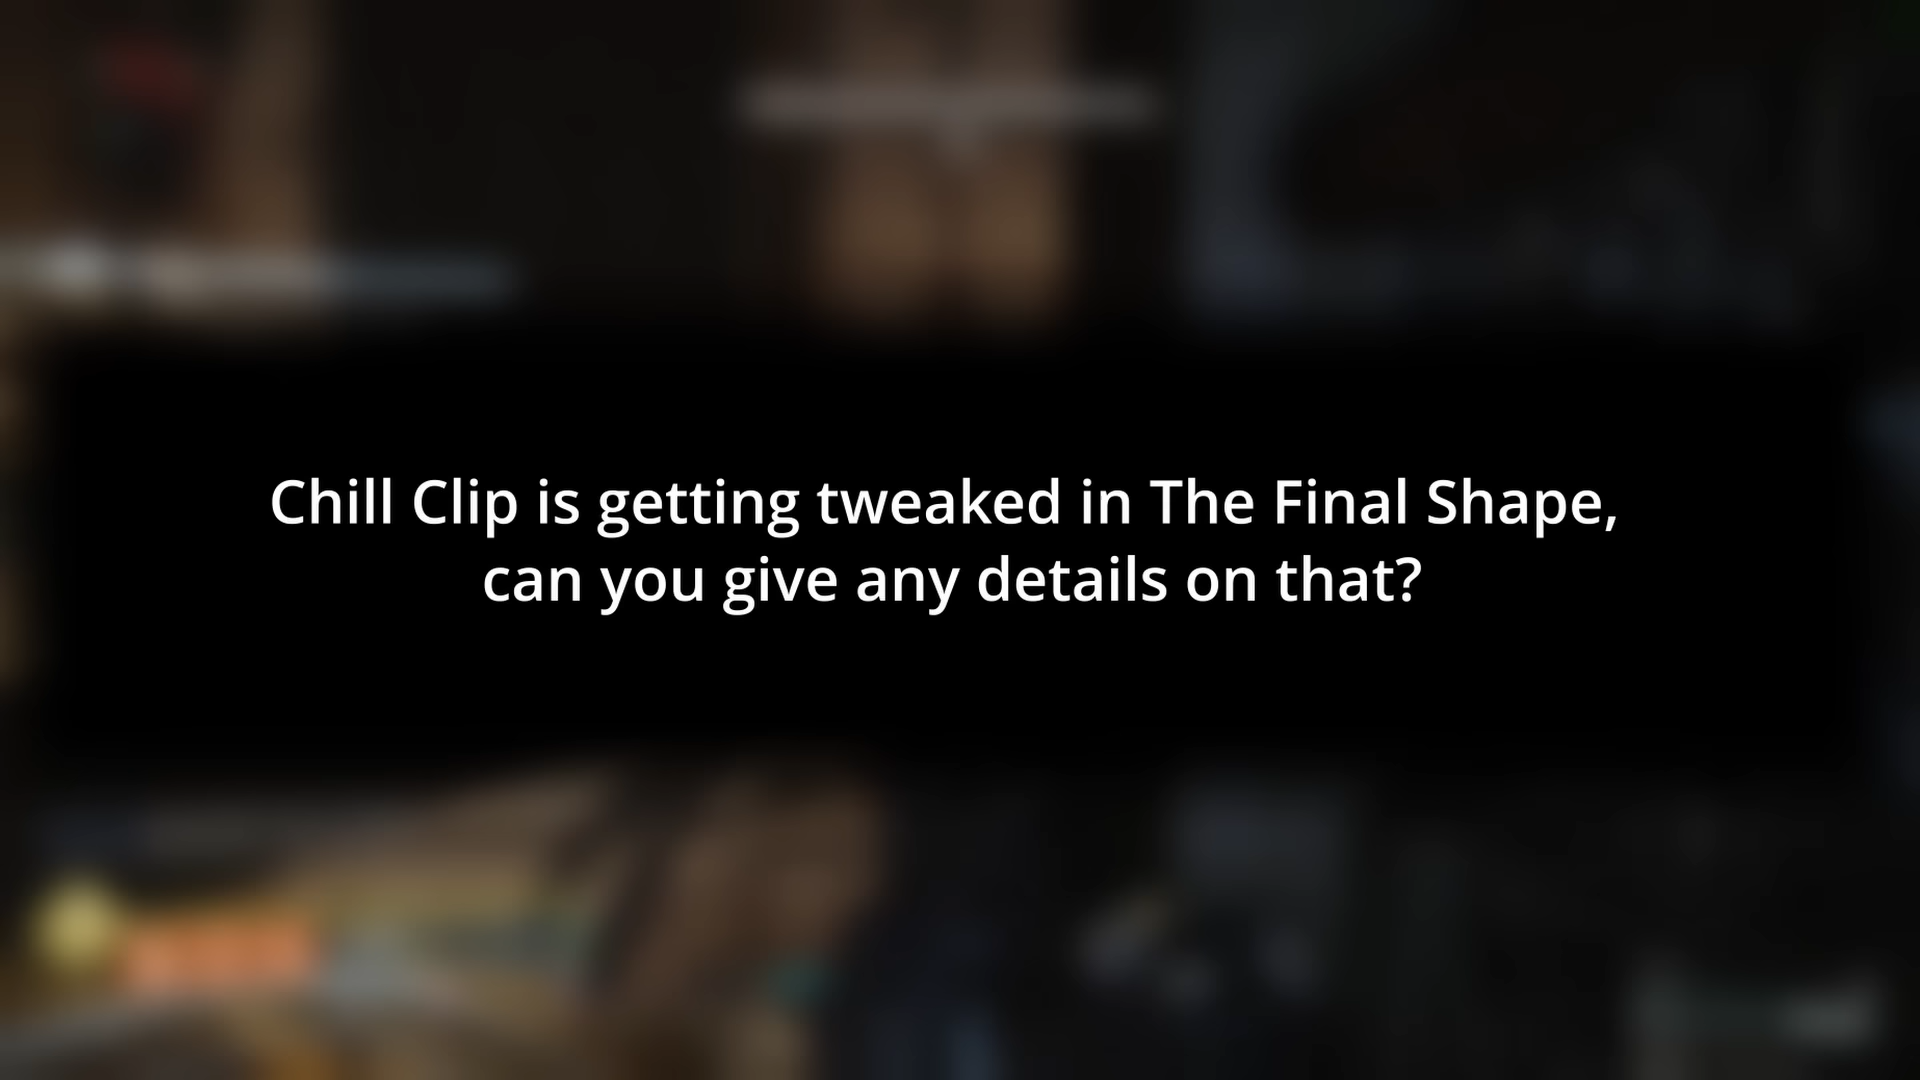 Chill Clip is getting tweaked in The Final Shape,
can you give any details on that?